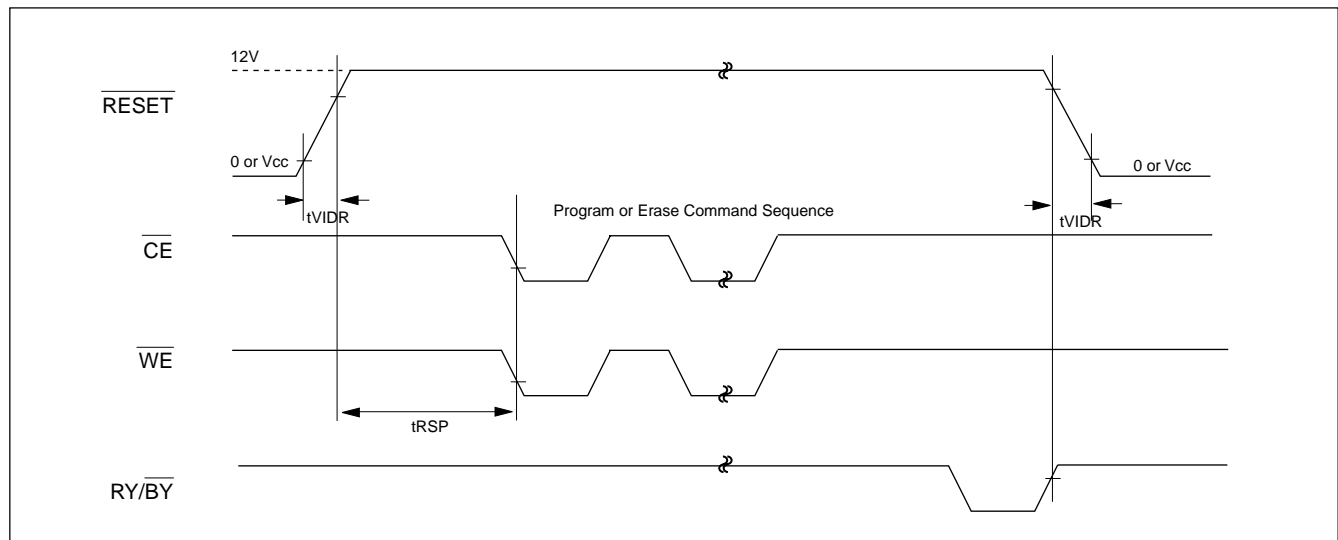 12V
RESET
0 or Vcc
0 or Vcc
tVIDR
Program or Erase Command Sequence
tVIDR
CE
WE
tRSP
RY/BY